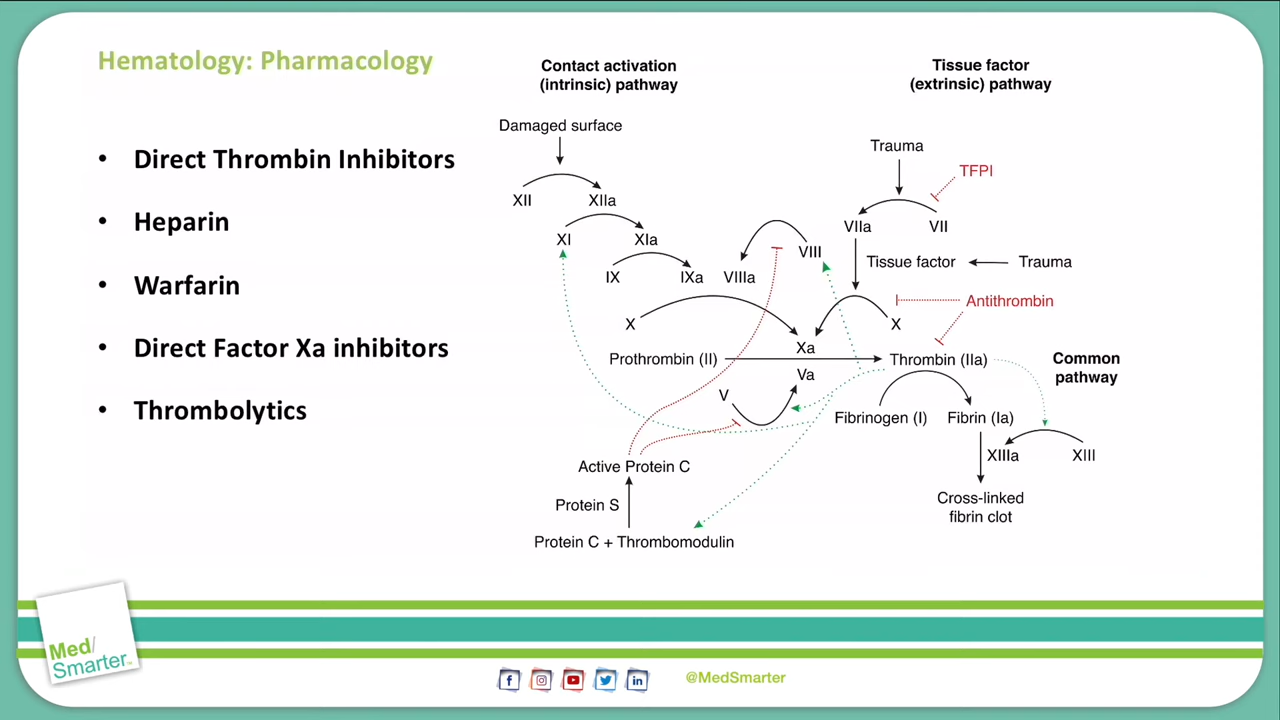 Hematology: Pharmacology
• Direct Thrombin Inhibitors
• Heparin
• Warfarin
• Direct Factor Xa inhibitors
• Thrombolytics
Contact activation
(intrinsic) pathway
Damaged surface
XII
XIIa
XI
XIa
IX
IXa
VIIIa
VIII
X
Tissue factor
(extrinsic) pathway
Trauma
TFPI
VIIa
VII
Tissue factor
Trauma
Antithrombin
X
Xa
Prothrombin (II)
Thrombin (IIa)
Common
pathway
Va
V
Fibrinogen (I)
Fibrin (Ia)
XIIIa
XIII
Active Protein C
Protein S
Protein C + Thrombomodulin
Cross-linked
fibrin clot
Med/
Smarter™
f
in
@MedSmarter